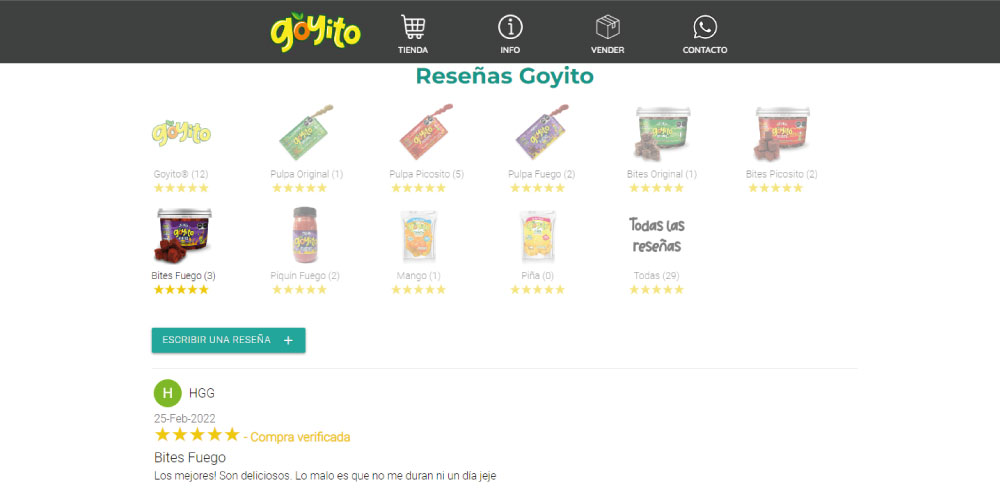 goyito
TIENDA
INFO
VENDER
CONTACTO
Reseñas Goyito
goyito
Goyito® (12)
Pulpa Original (1)
Pulpa Picosito (5)
Pulpa Fuego (2)
Bites Original (1)
Bites Picosito (2)
goyito
Todas las
reseñas
Bites Fuego (3)
Piquin Fuego (2)
Mango (1)
Piña (0)
Todas (29)
ESCRIBIR UNA RESEÑA +
H HGG
25-Feb-2022
- Compra verificada
Bites Fuego
Los mejores! Son deliciosos. Lo malo es que no me duran ni un día jeje